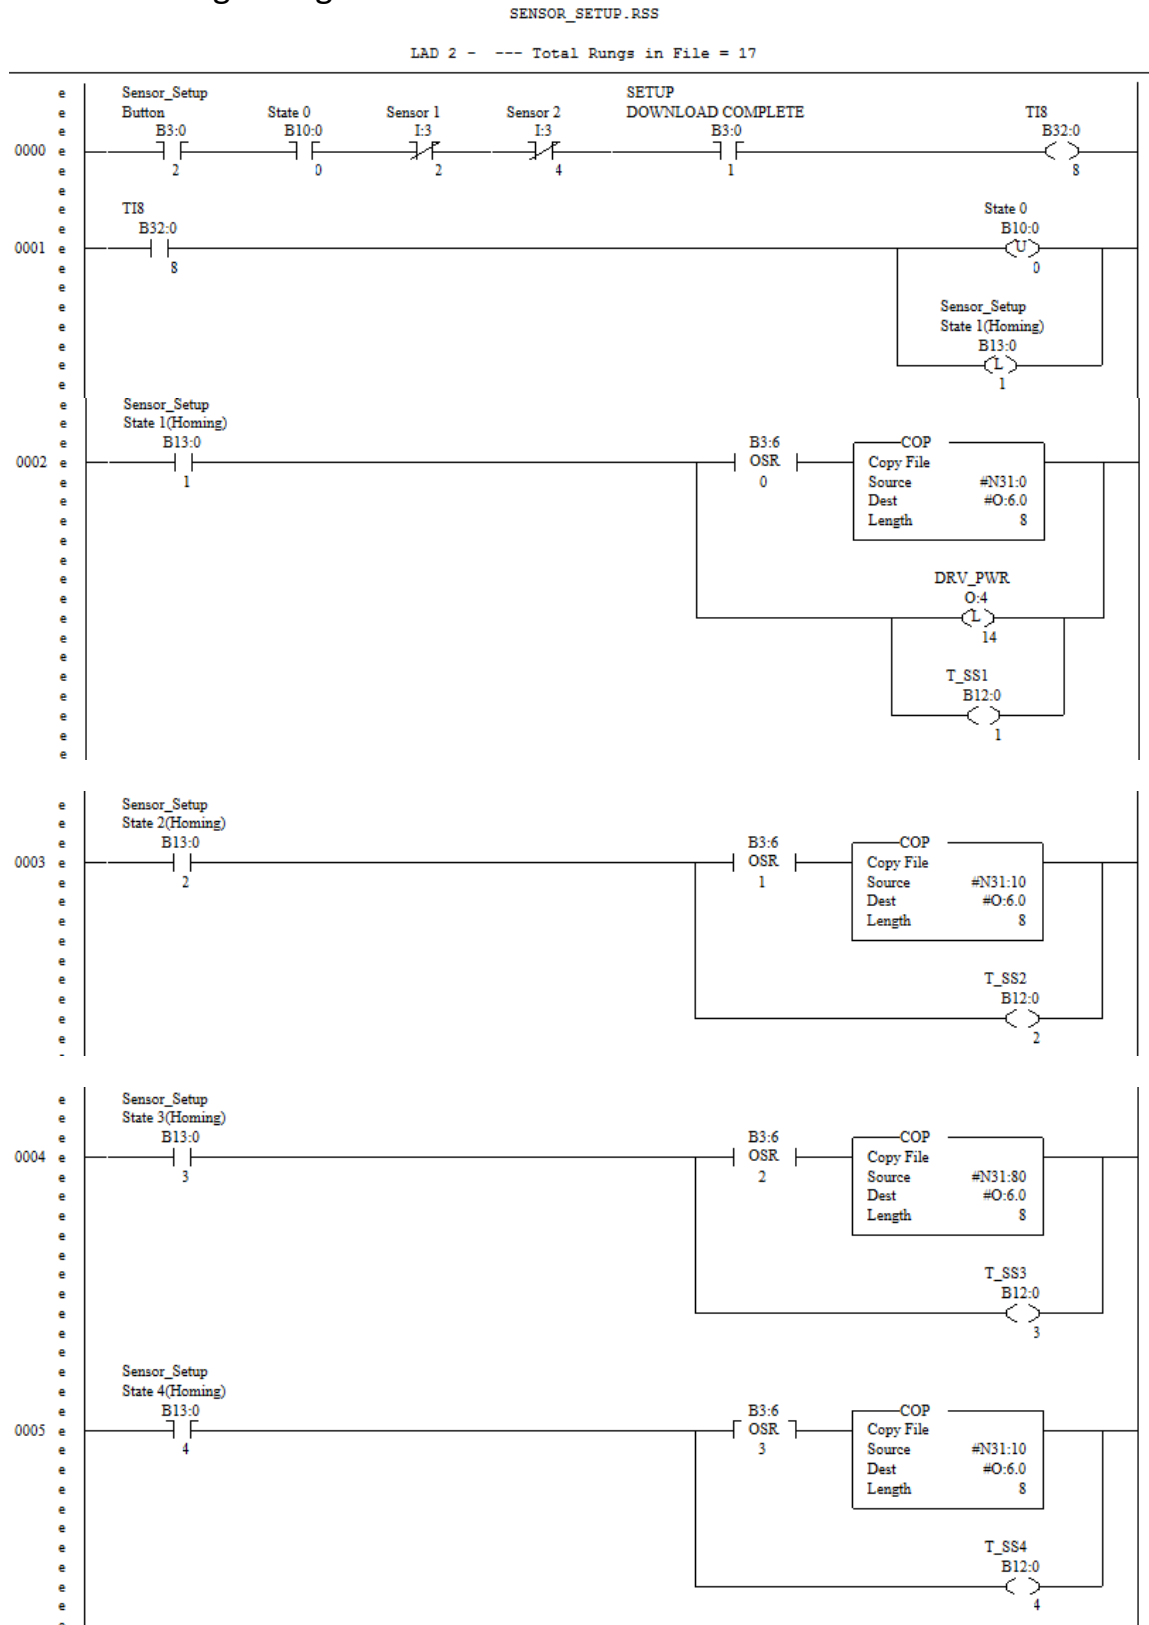 SENSOR_SETUP.RSS
LAD 2 - --- Total Rungs in File = 17
e Sensor_Setup SETUP
e Button State 0 Sensor 1 Sensor 2 DOWNLOAD COMPLETE TI8
e B3:0 B10:0 I:3 I:3 B3:0 B32:0
0000 e
e 2 0 2 4 1 8
e
e TI8 State 0
e B32:0 B10:0
0001 e U
e 8 0
e
e Sensor_Setup
e State 1(Homing)
e B13:0
e L
e 1
e Sensor_Setup
e State 1(Homing)
e B13:0 B3:6 COP
0002 e OSR Copy File
e 1 0 Source #N31:0
e Dest #O:6.0
e Length 8
e
e
e DRV_PWR
e O:4
e L
e 14
e
e T_SS1
e B12:0
e
e 1
e
e Sensor_Setup
e State 2(Homing)
e B13:0 B3:6 COP
0003 e OSR Copy File
e 2 1 Source #N31:10
e Dest #O:6.0
e Length 8
e
e
e T_SS2
e B12:0
e
e 2
e Sensor_Setup
e State 3(Homing)
e B13:0 B3:6 COP
0004 e OSR Copy File
e 3 2 Source #N31:80
e Dest #O:6.0
e Length 8
e
e
e T_SS3
e B12:0
e
e 3
e
e Sensor_Setup
e State 4(Homing)
e B13:0 B3:6 COP
0005 e OSR Copy File
e 4 3 Source #N31:10
e Dest #O:6.0
e Length 8
e
e
e T_SS4
e B12:0
e
e 4